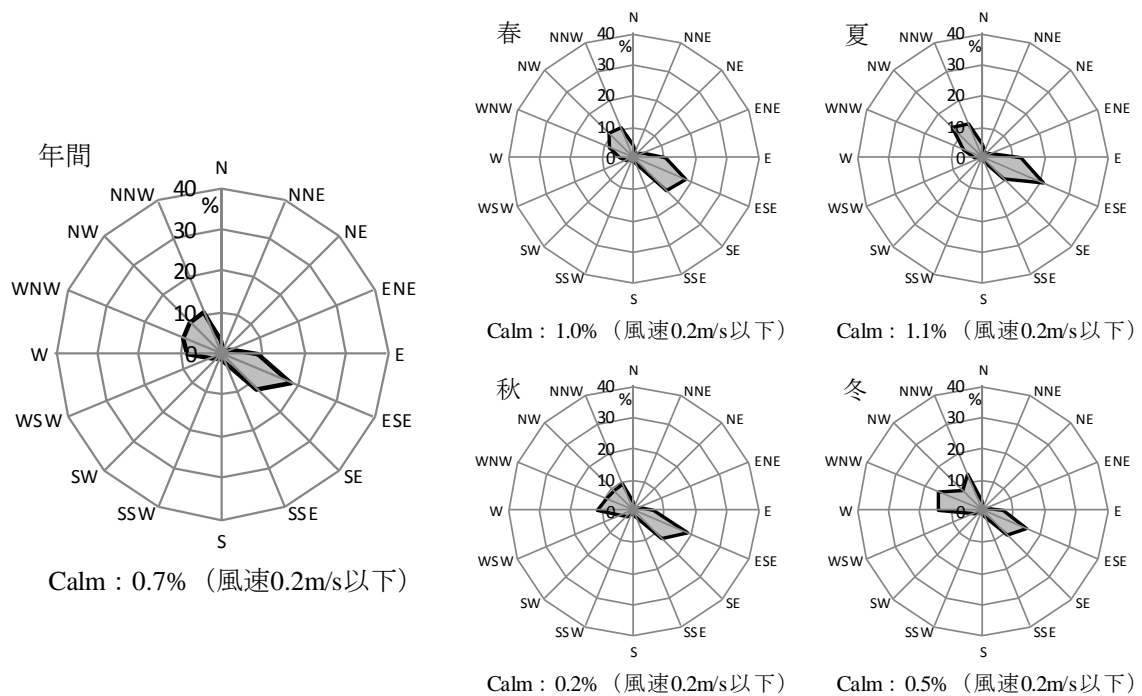 年間
N
NNE
NE
ENE
E
ESE
SE
SSE
S
SSW
SW
WSW
W
WNW
NW
NNW
40
%
30
20
10
0
Calm：0.7%（風速0.2m/s以下）
春
N
NNE
NE
ENE
E
ESE
SE
SSE
S
SSW
SW
WSW
W
WNW
NW
NNW
40
%
30
20
10
0
Calm：1.0%（風速0.2m/s以下）
夏
N
NNE
NE
ENE
E
ESE
SE
SSE
S
SSW
SW
WSW
W
WNW
NW
NNW
40
%
30
20
10
0
Calm：1.1%（風速0.2m/s以下）
秋
N
NNE
NE
ENE
E
ESE
SE
SSE
S
SSW
SW
WSW
W
WNW
NW
NNW
40
%
30
20
10
0
Calm：0.2%（風速0.2m/s以下）
冬
N
NNE
NE
ENE
E
ESE
SE
SSE
S
SSW
SW
WSW
W
WNW
NW
NNW
40
%
30
20
10
0
Calm：0.5%（風速0.2m/s以下）